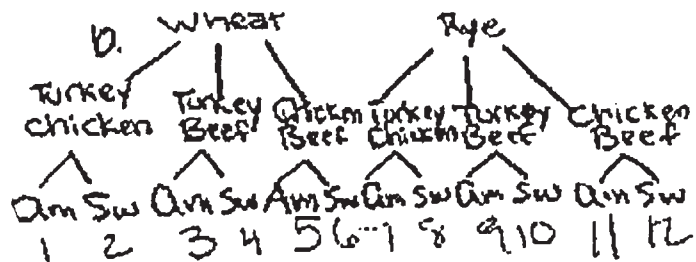 b. Wheat Rye
Turkey Turkey Chicken Turkey Turkey Chicken
Chicken Beef Beef Chicken Beef Beef
am Sw am Sw Am Sw am Sw am Sw am Sw
1 2 3 4 5 6...7 8 9 10 11 12